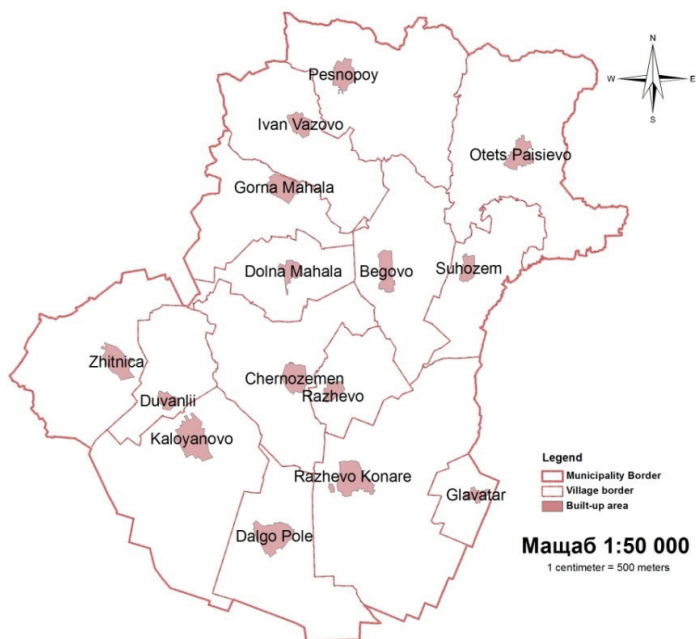 N
W E
S
Pesnopoy
Ivan Vazovo
Otets Paisievo
Gorna Mahala
Dolna Mahala
Begovo
Suhozem
Zhitnica
Chernozemen
Duvanlii
Razhevo
Kaloyanovo
Razhevo Konare
Glavatar
Dalgo Pole
Legend
Municipality Border
Village border
Built-up area
Мащаб 1:50 000
1 centimeter = 500 meters